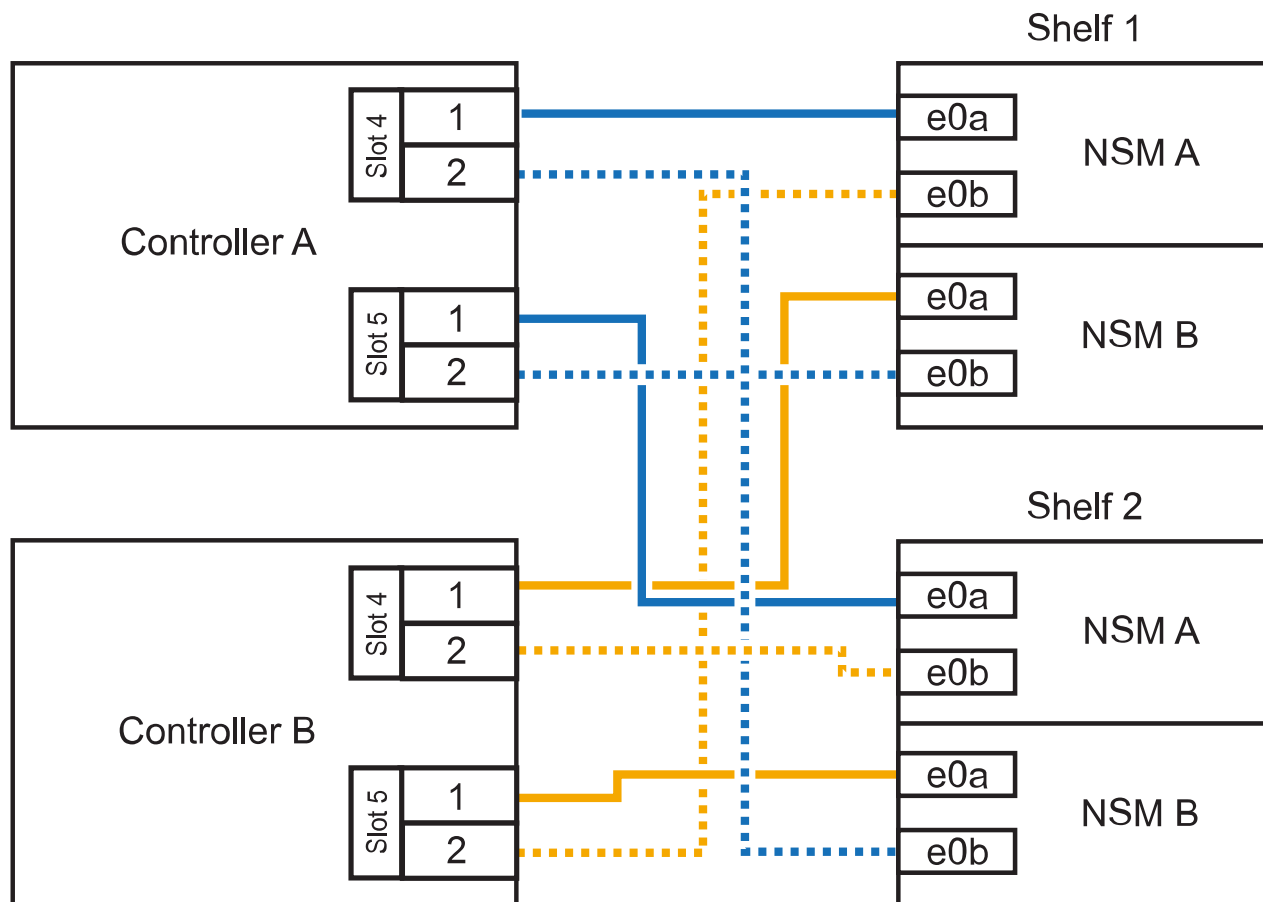 Shelf 1
Controller A
Slot 4
1
2
Slot 5
1
2
e0a
e0b
NSM A
e0a
e0b
NSM B
Shelf 2
Controller B
Slot 4
1
2
Slot 5
1
2
e0a
e0b
NSM A
e0a
e0b
NSM B